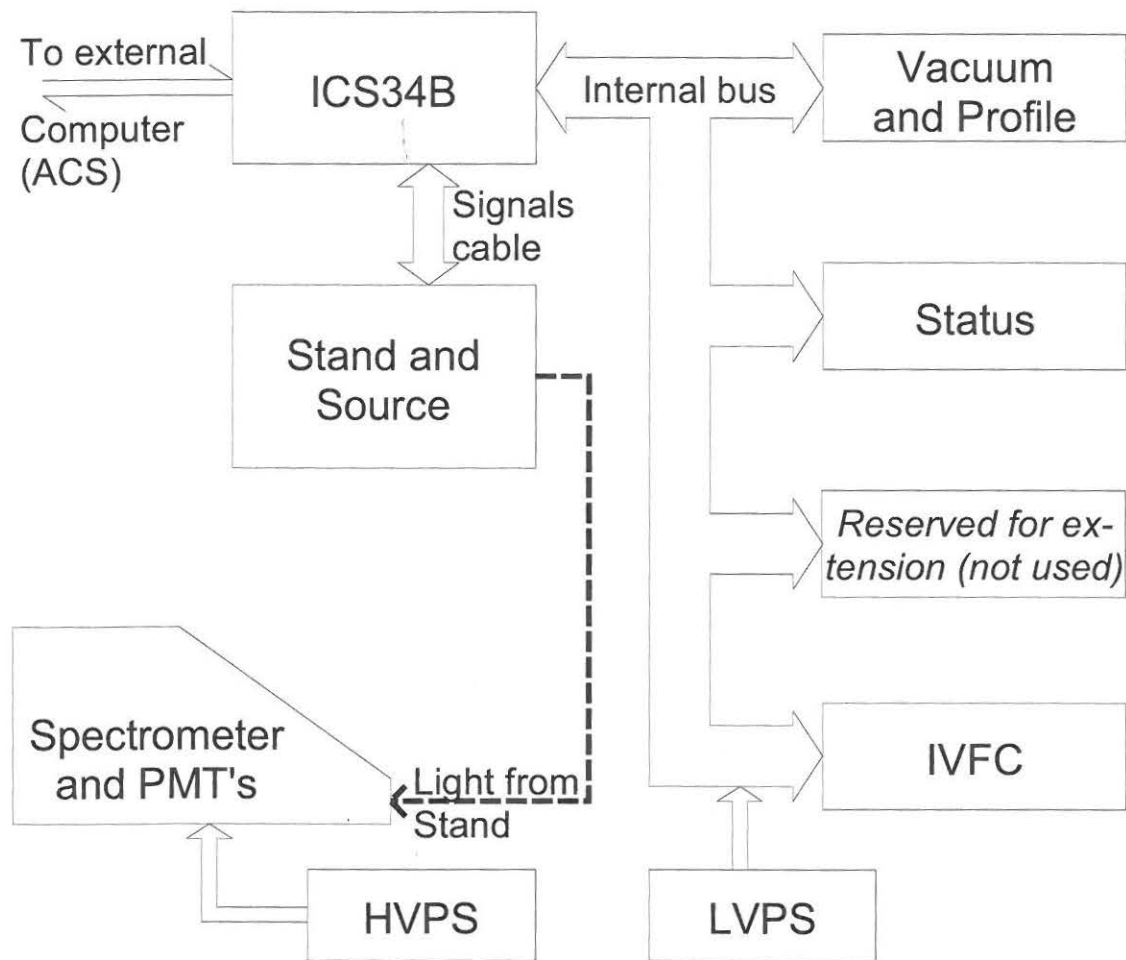 To external
Computer
(ACS)
ICS34B
Internal bus
Vacuum
and Profile
Signals
cable
Stand and
Source
Status
Reserved for ex-
tension (not used)
Spectrometer
and PMT's
Light from
Stand
IVFC
HVPS
LVPS